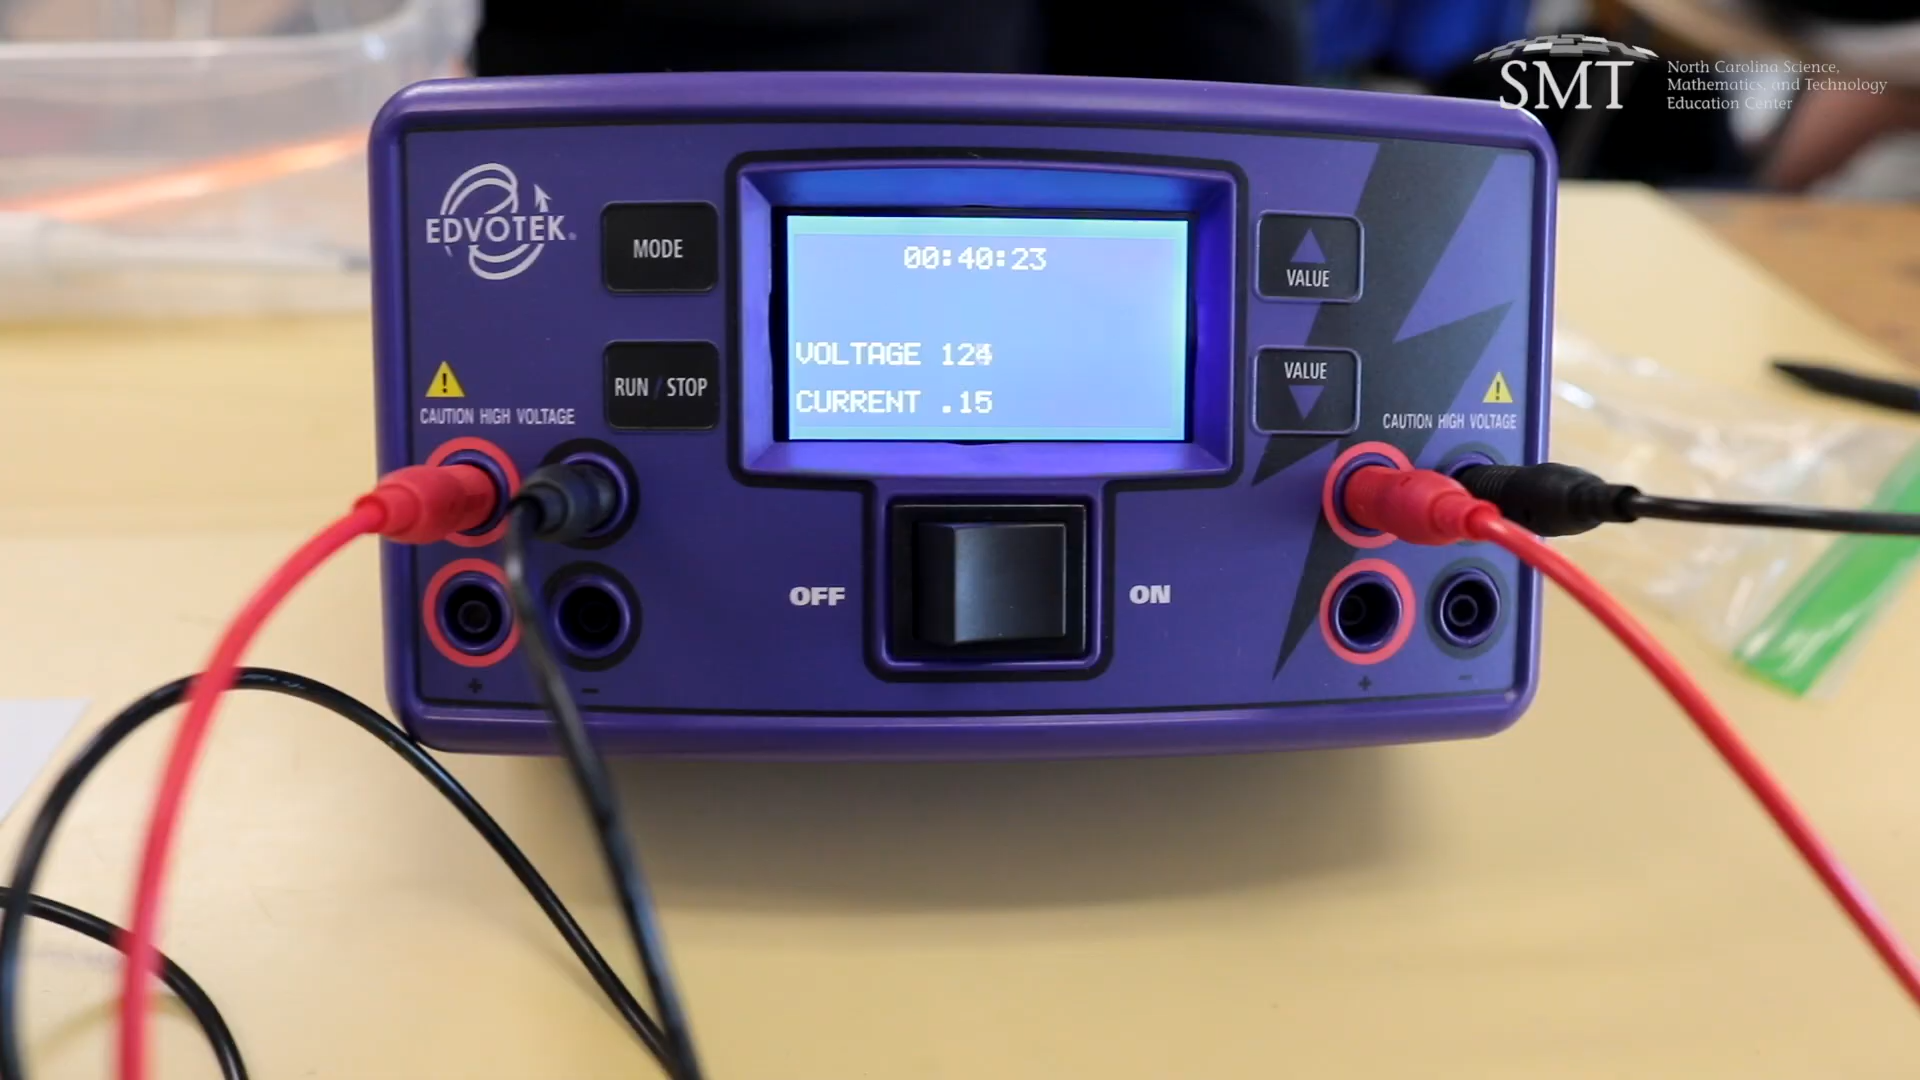 SMT
North Carolina Science,
Mathematics, and Technology
Education Center
EDVOTEK®
MODE
00:40:23
VALUE
VOLTAGE
CURRENT .15
RUN / STOP
VALUE
CAUTION HIGH VOLTAGE
CAUTION HIGH VOLTAGE
OFF
ON
+
−
+
−